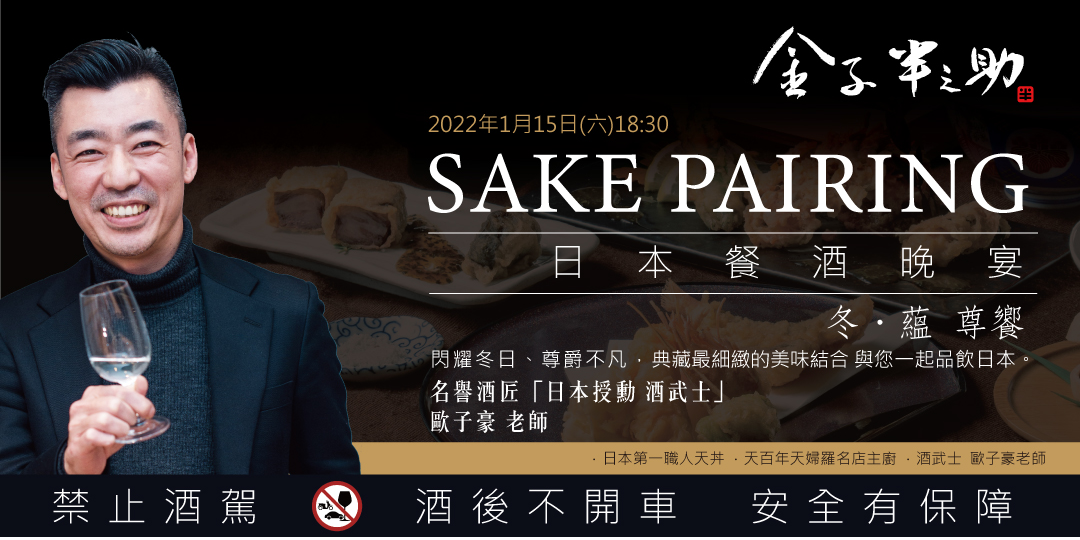 金子半之助
半
2022年1月15日(六)18:30
SAKE PAIRING
日本餐酒晚宴
冬・蘊 尊饗
閃耀冬日、尊爵不凡，典藏最細緻的美味結合 與您一起品飲日本。
名譽酒匠「日本授勳 酒武士」
歐子豪 老師
．日本第一職人天丼 ．天百年天婦羅名店主廚 ．酒武士 歐子豪老師
禁止酒駕 酒後不開車 安全有保障